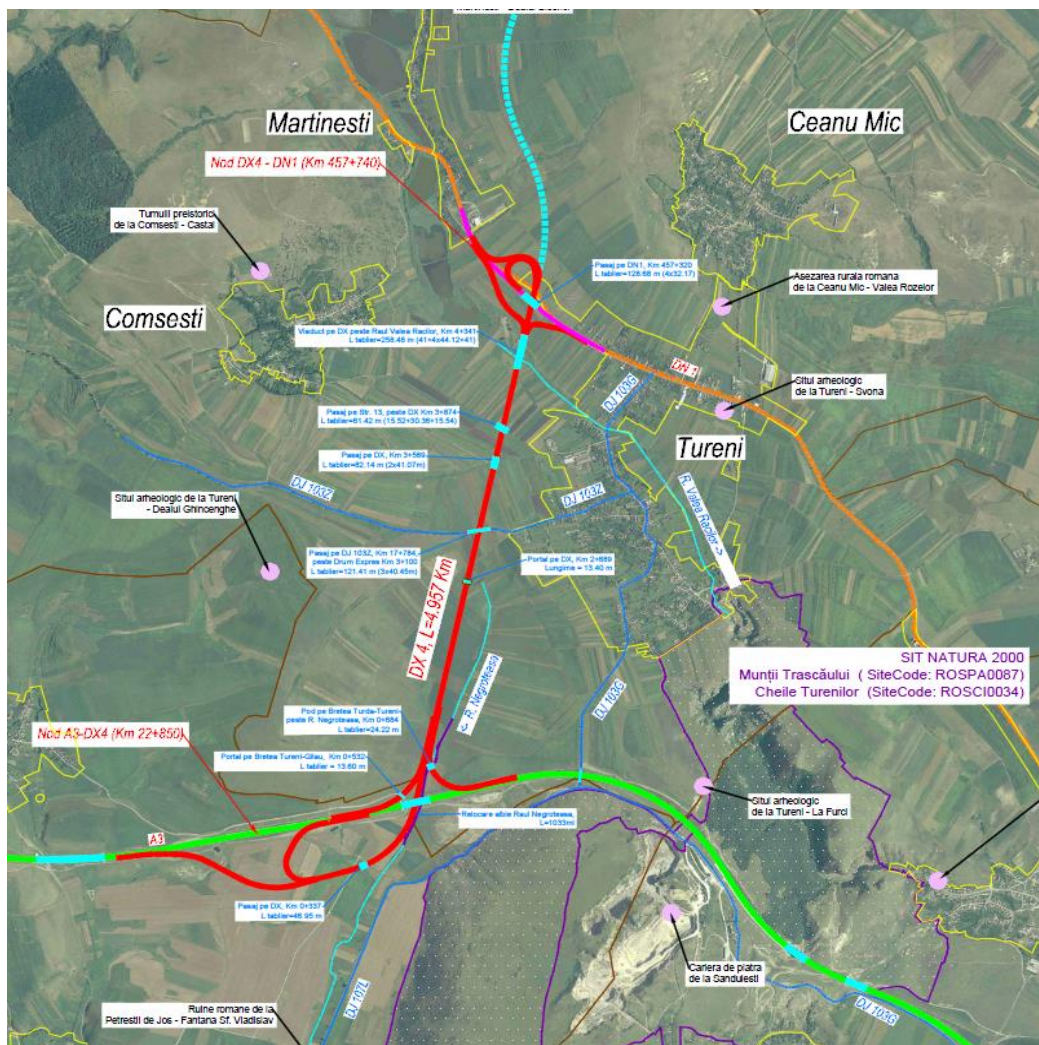 Martinesti
Ceanu Mic
Nod DX4 - DN1 (Km 457+740)
Tumulii preistorici
de la Comsesti - Castal
Pasaj pe DN1, Km 457+320
L tablier=128.68 m (4x32.17)
Asezarea rurala romana
de la Ceanu Mic - Valea Rozelor
Comsesti
Viaduct pe DX peste Raul Valea Racilor, Km 4+341
L tablier=258.48 m (41+4x44.12+41)
DN 1
DJ 103G
Situl arheologic
de la Tureni - Svona
Pasaj pe Str. 13, peste DX Km 3+674
L tablier=61.42 m (15.52+30.36+15.54)
Tureni
Pasaj pe DX, Km 3+569
L tablier=82.14 m (2x41.07m)
DJ 103Z
DJ 103Z
R. Valea Racilor ->
Situl arheologic de la Tureni
- Dealul Ghincenghe
Pasaj pe DJ 103Z, Km 17+784,
peste Drum Expres Km 3+100
L tablier=121.41 m (3x40.45m)
Portal pe DX, Km 2+689
Lungime = 13.40 m
DX 4, L=4.957 Km
SIT NATURA 2000
Munții Trascăului ( SiteCode: ROSPA0087)
Cheile Turenilor (SiteCode: ROSCI0034)
<- R. Negroteasa
DJ 103G
Pod pe Bretea Turda-Tureni
peste R. Negroteasa, Km 0+684
L tablier=24.22 m
Nod A3-DX4 (Km 22+850)
Portal pe Bretea Tureni-Gilau, Km 0+532
L tablier = 13.60 m
Situl arheologic
de la Tureni - La Furci
Relocare albie Raul Negroteasa,
L=1033ml
A3
Pasaj pe DX, Km 0+337
L tablier=46.95 m
Cariera de piatra
de la Sandulesti
Ruine romane de la
Petrestii de Jos - Fantana Sf. Vladislav
DJ 107L
DJ 103G